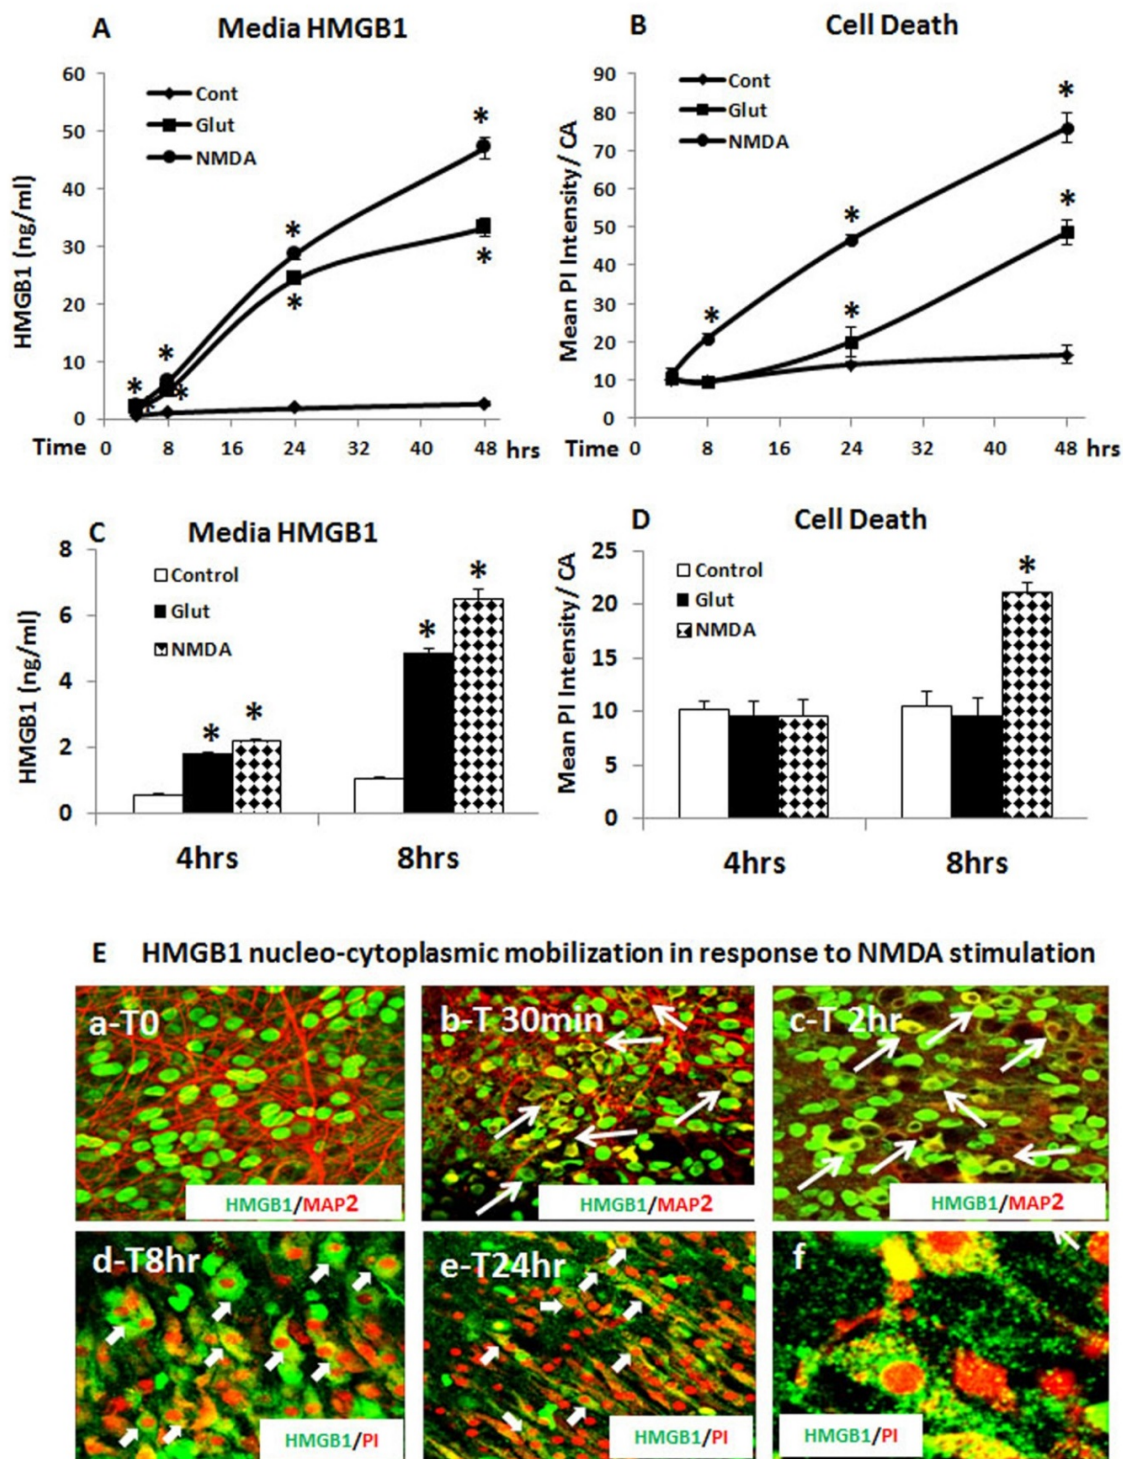 A Media HMGB1
HMGB1 (ng/ml)
60
50
40
30
20
10
0
Cont
Glut
NMDA
*
*
*
*
*
*
*
*
Time 0 8 16 24 32 40 48 hrs
B Cell Death
Mean PI Intensity/ CA
90
80
70
60
50
40
30
20
10
0
Cont
Glut
NMDA
*
*
*
*
*
Time 0 8 16 24 32 40 48 hrs
C Media HMGB1
HMGB1 (ng/ml)
8
6
4
2
0
Control
Glut
NMDA
*
*
*
*
4hrs 8hrs
D Cell Death
Mean PI Intensity/ CA
25
20
15
10
5
0
Control
Glut
NMDA
*
4hrs 8hrs
E HMGB1 nucleo-cytoplasmic mobilization in response to NMDA stimulation
a-T0
HMGB1/MAP2
b-T 30min
HMGB1/MAP2
c-T 2hr
HMGB1/MAP2
d-T8hr
HMGB1/PI
e-T24hr
HMGB1/PI
f
HMGB1/PI